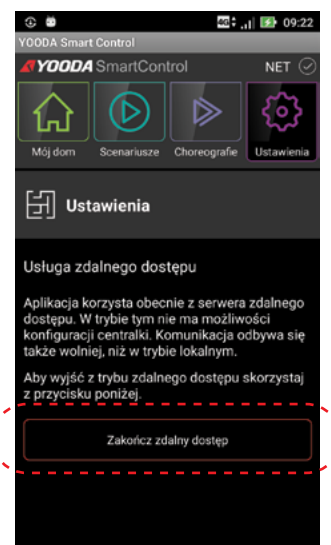 4G 09:22
YOODA Smart Control
YOODA SmartControl NET
Mój dom Scenariusze Choreografie Ustawienia
Ustawienia
Usługa zdalnego dostępu
Aplikacja korzysta obecnie z serwera zdalnego
dostępu. W trybie tym nie ma możliwości
konfiguracji centralki. Komunikacja odbywa się
także wolniej, niż w trybie lokalnym.
Aby wyjść z trybu zdalnego dostępu skorzystaj
z przycisku poniżej.
Zakończ zdalny dostęp